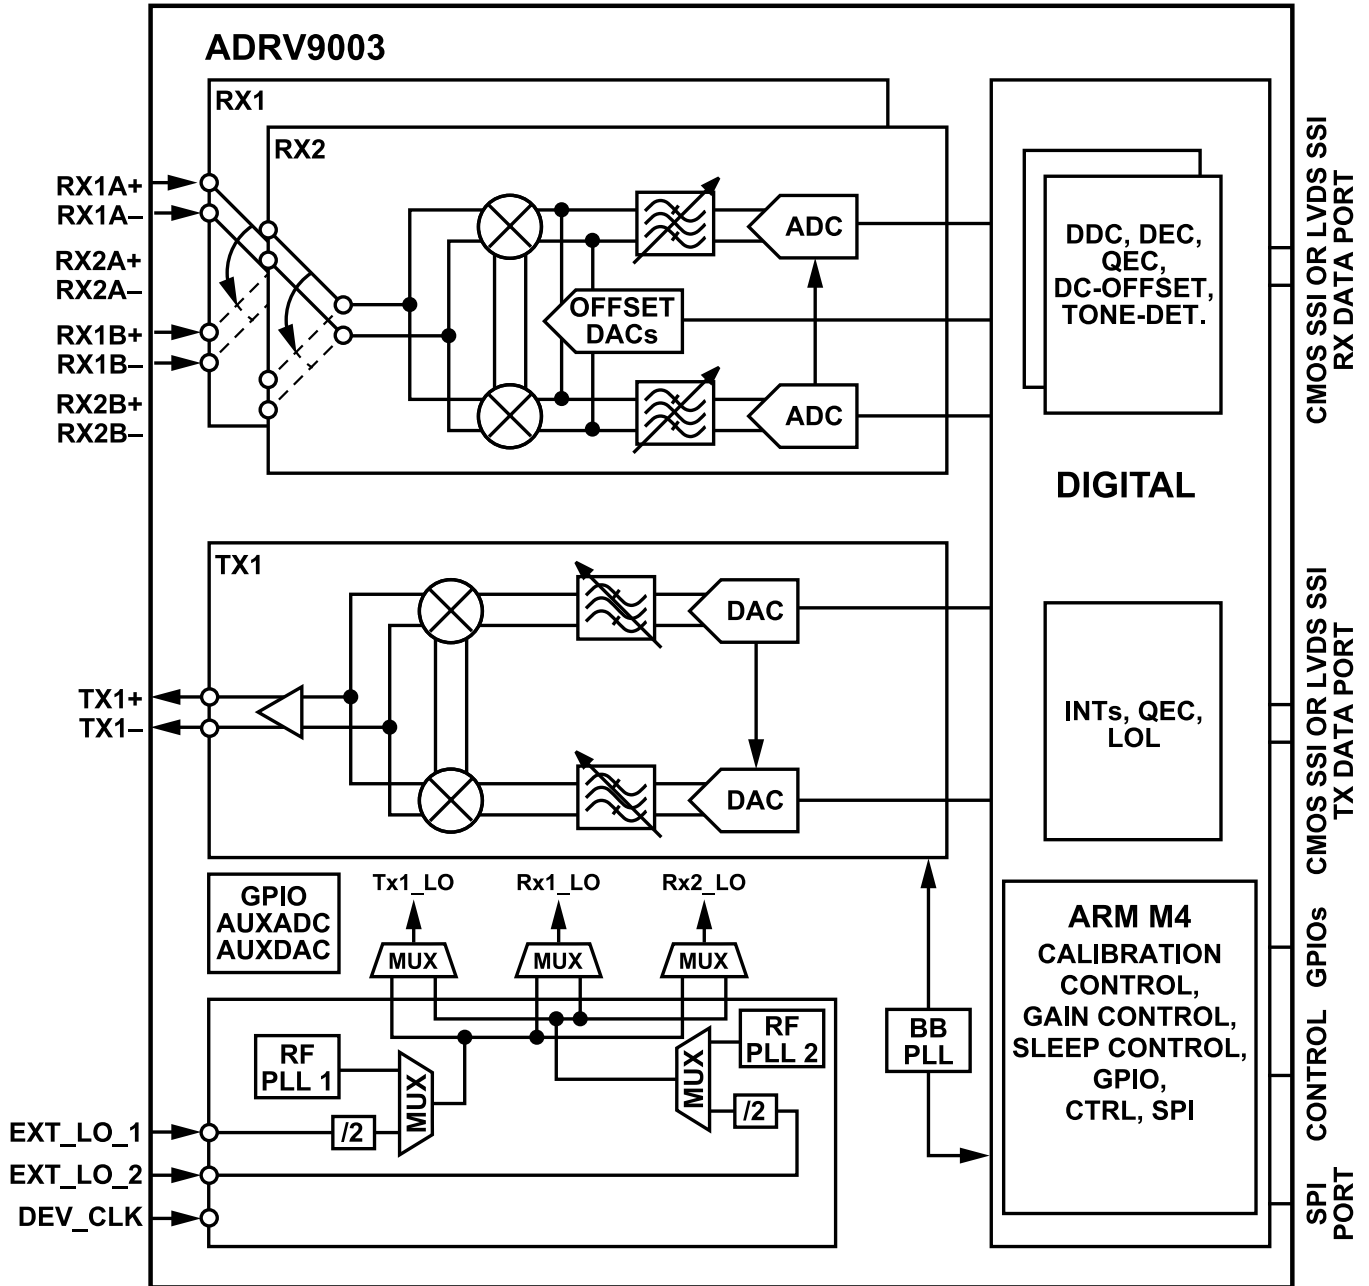 ADRV9003
RX1
RX2
RX1A+
RX1A–
RX2A+
RX2A–
RX1B+
RX1B–
RX2B+
RX2B–
ADC
OFFSET
DACs
ADC
DDC, DEC,
QEC,
DC-OFFSET,
TONE-DET.
DIGITAL
CMOS SSI OR LVDS SSI
RX DATA PORT
TX1
DAC
TX1+
TX1–
DAC
INTs, QEC,
LOL
CMOS SSI OR LVDS SSI
TX DATA PORT
GPIO
AUXADC
AUXDAC
Tx1_LO
Rx1_LO
Rx2_LO
MUX
MUX
MUX
RF
PLL 1
MUX
/2
RF
PLL 2
MUX
/2
BB
PLL
ARM M4
CALIBRATION
CONTROL,
GAIN CONTROL,
SLEEP CONTROL,
GPIO,
CTRL, SPI
GPIOs
CONTROL
SPI
PORT
EXT_LO_1
EXT_LO_2
DEV_CLK